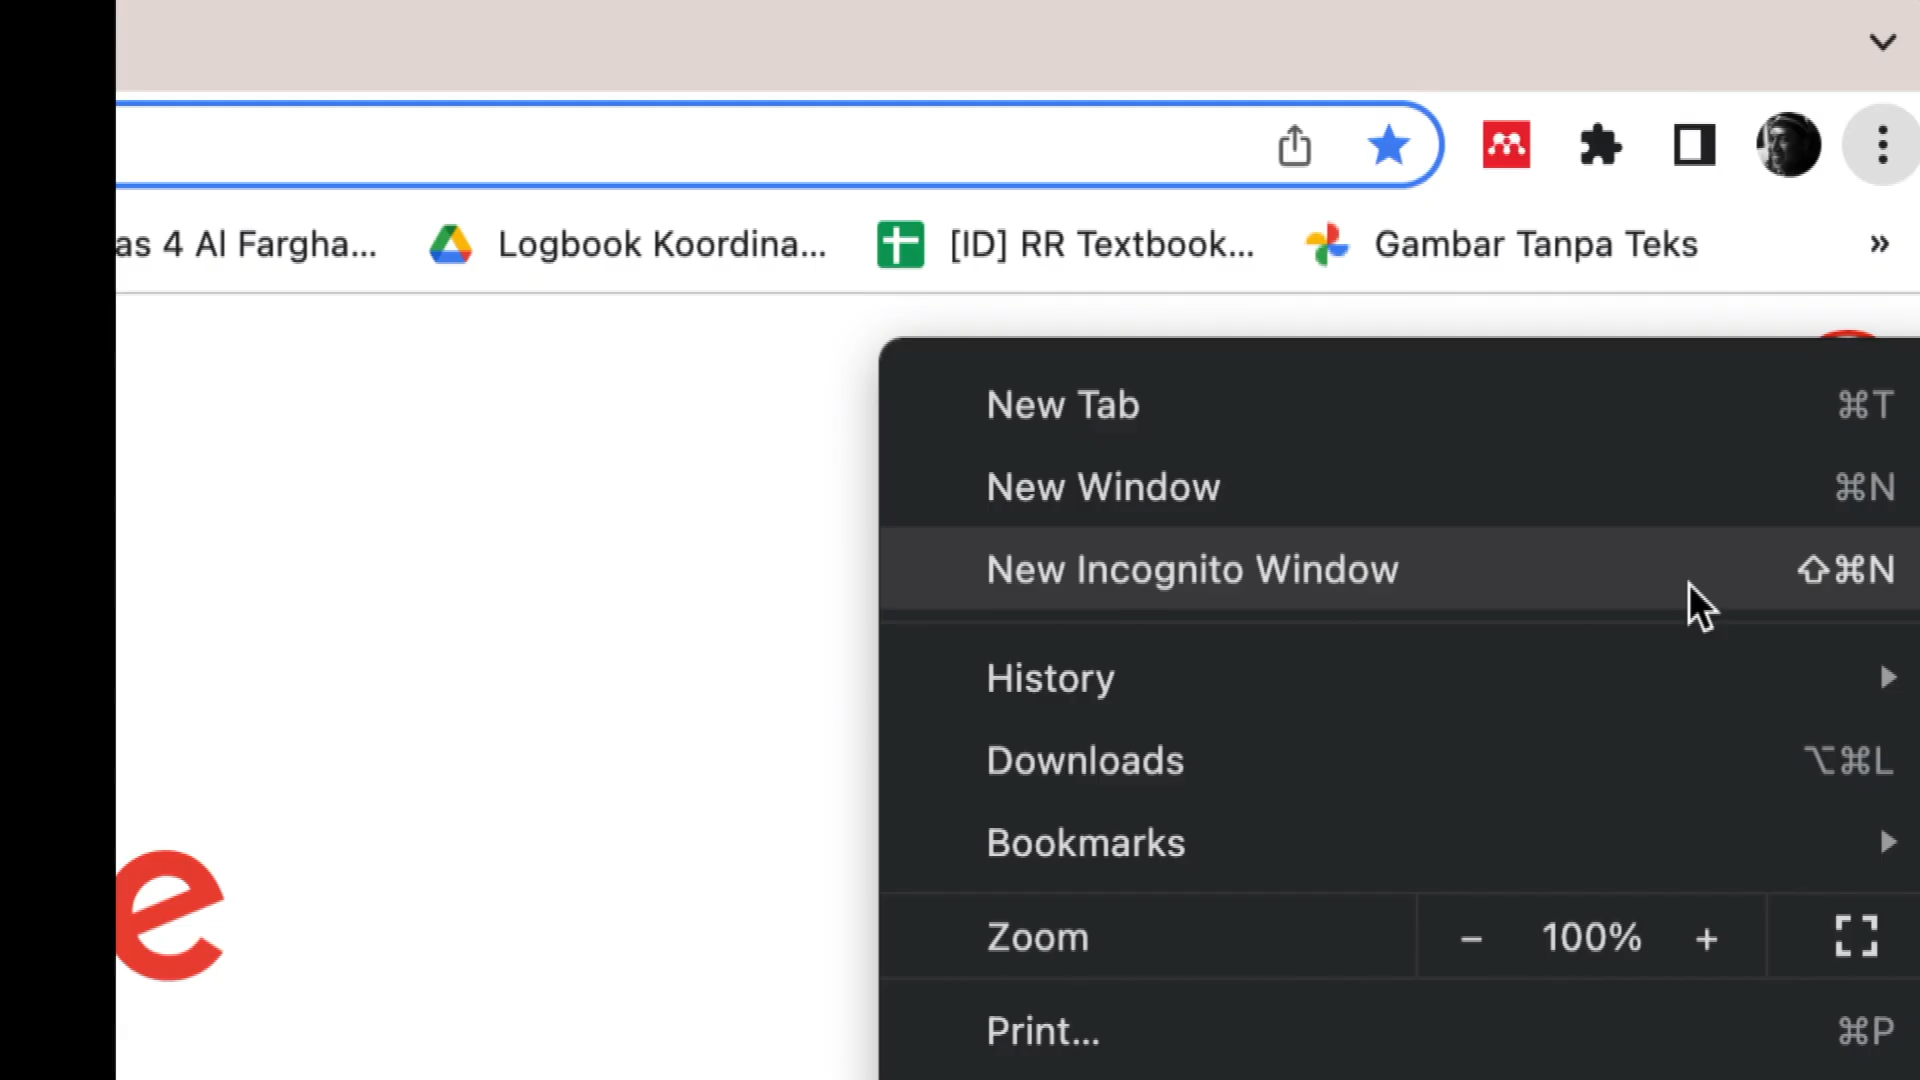 as 4 Al Fargha... Logbook Koordina... [ID] RR Textbook... Gambar Tanpa Teks »
New Tab ⌘T
New Window ⌘N
New Incognito Window ⇧⌘N
History
Downloads ⌥⌘L
Bookmarks
Zoom − 100% +
e
Print... ⌘P